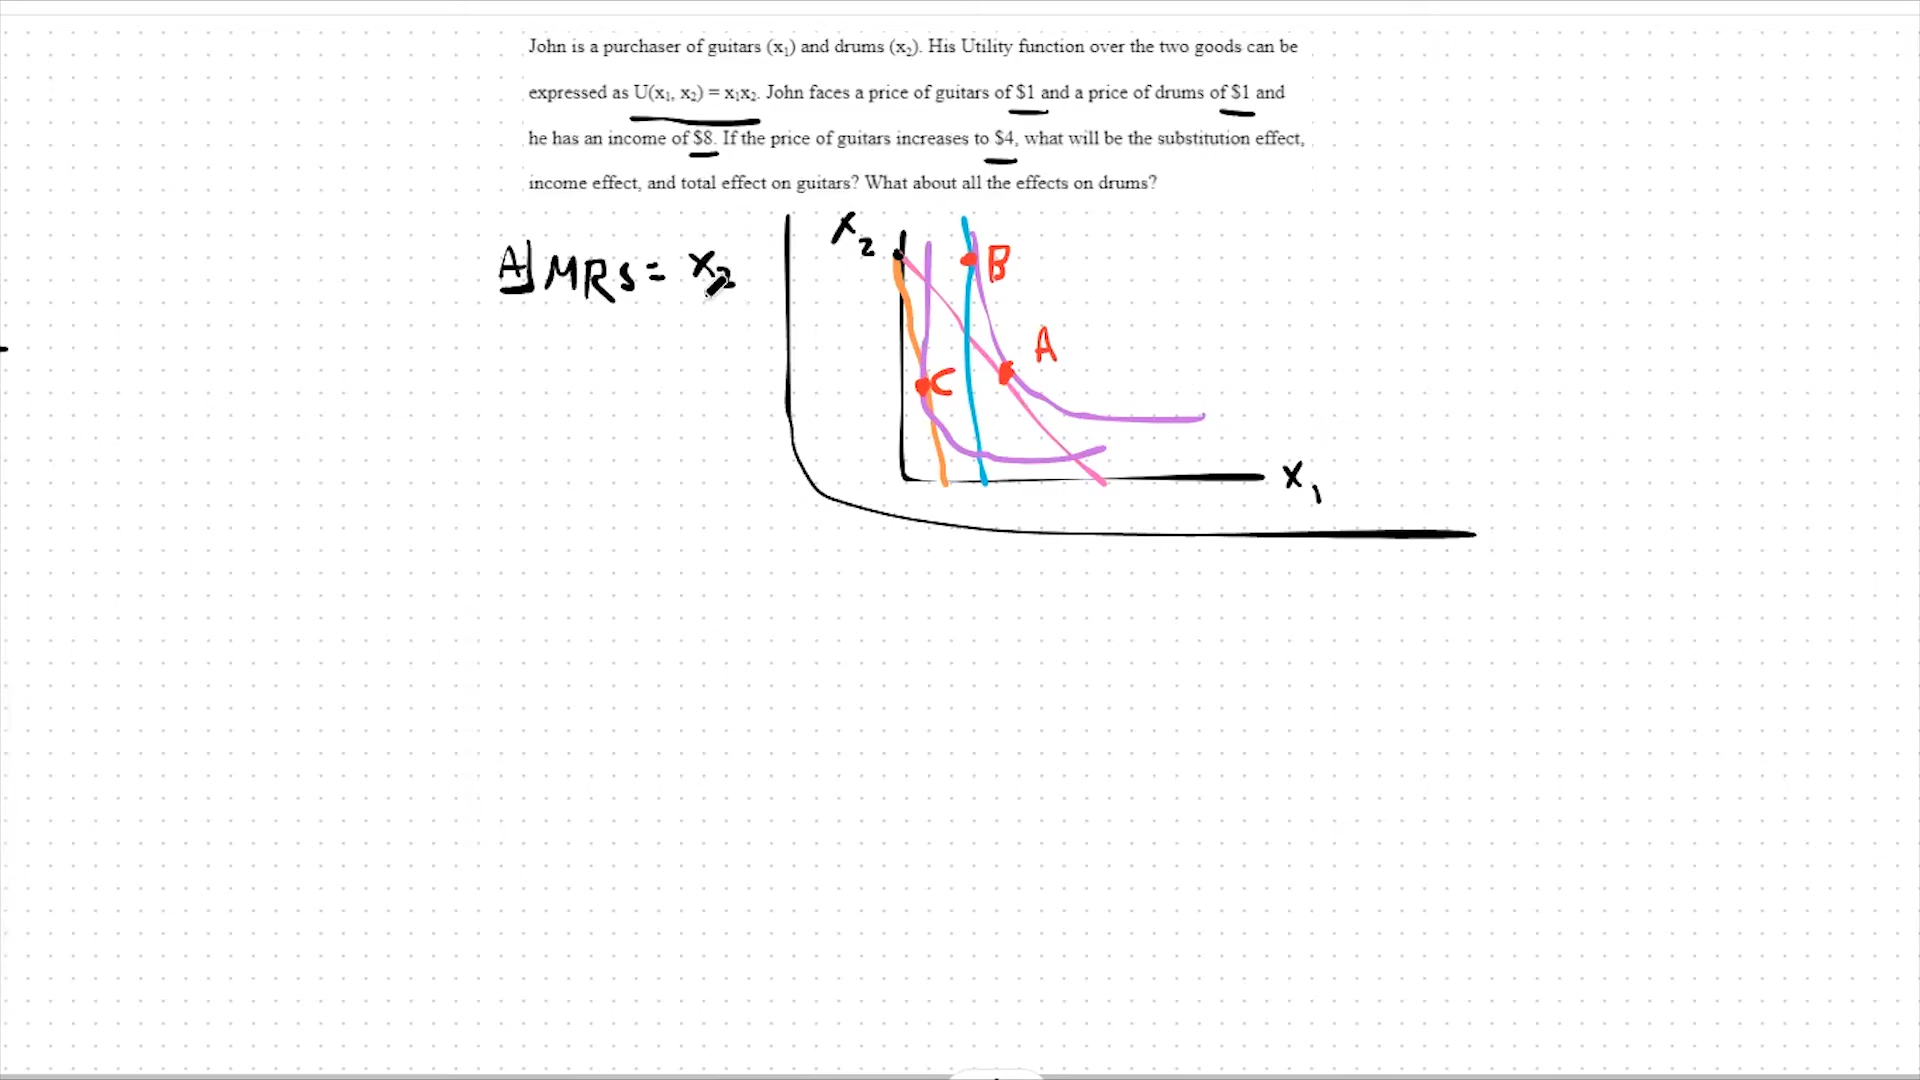 John is a purchaser of guitars (x₁) and drums (x₂). His Utility function over the two goods can be
expressed as U(x₁, x₂) = x₁x₂. John faces a price of guitars of $1 and a price of drums of $1 and
he has an income of $8. If the price of guitars increases to $4, what will be the substitution effect,
income effect, and total effect on guitars? What about all the effects on drums?
A] MRS = x₂
x₂
B
A
C
x₁